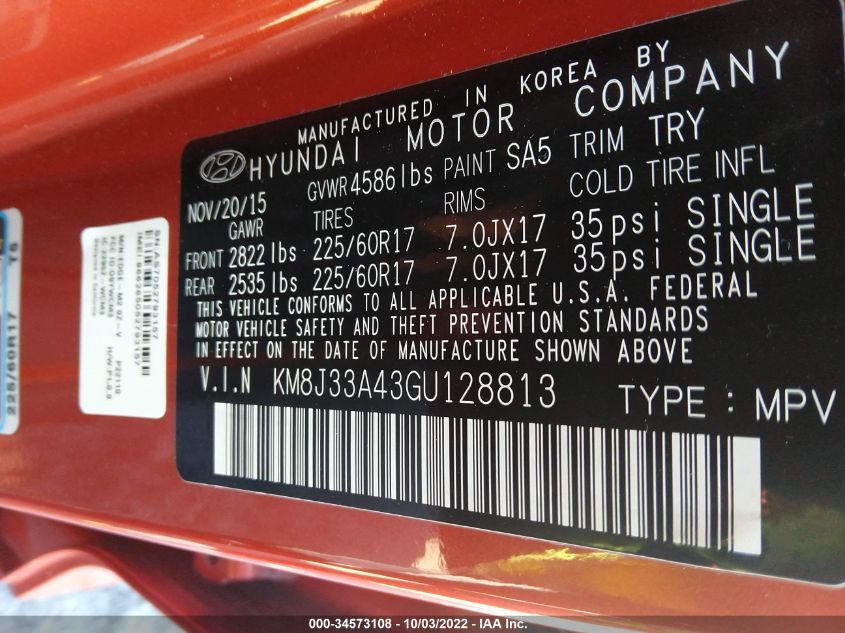 MANUFACTURED IN KOREA BY
HYUNDAI MOTOR COMPANY
NOV/20/15 GVWR 4586 lbs PAINT SA5 TRIM TRY
GAWR TIRES RIMS COLD TIRE INFL
FRONT 2822 lbs 225/60R17 7.0JX17 35psi SINGLE
REAR 2535 lbs 225/60R17 7.0JX17 35psi SINGLE
THIS VEHICLE CONFORMS TO ALL APPLICABLE U.S.A. FEDERAL
MOTOR VEHICLE SAFETY AND THEFT PREVENTION STANDARDS
IN EFFECT ON THE DATE OF MANUFACTURE SHOWN ABOVE
V.I.N KM8J33A43GU128813 TYPE : MPV
225/60R17
000-34573108 - 10/03/2022 - IAA Inc.